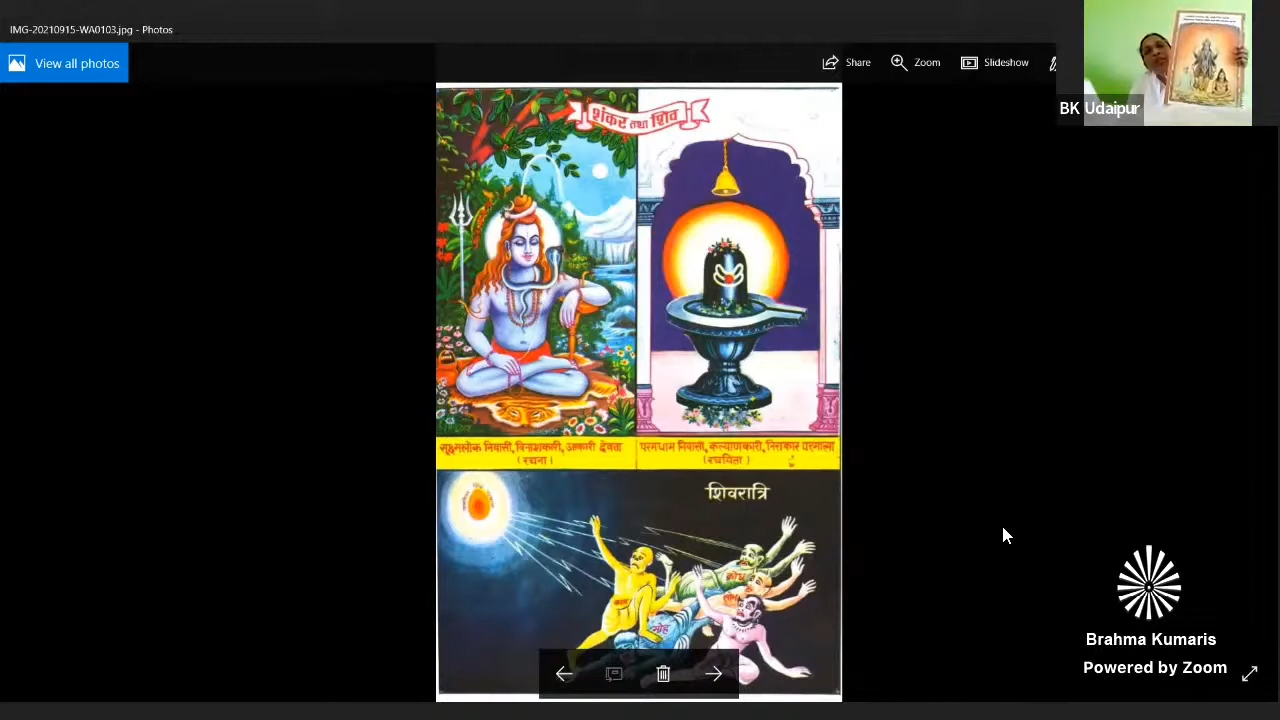 IMG-20210915-WA0103.jpg - Photos
View all photos
Share
Zoom
Slideshow
BK Udaipur
शंकर तथा शिव
सूक्ष्मलोक निवासी, विनाशकारी, आकारी देवता
(रचना)
परमधाम निवासी, कल्याणकारी, निराकार परमात्मा
(रचयिता)
शिवरात्रि
काम
क्रोध
लोभ
मोह
Brahma Kumaris
Powered by Zoom